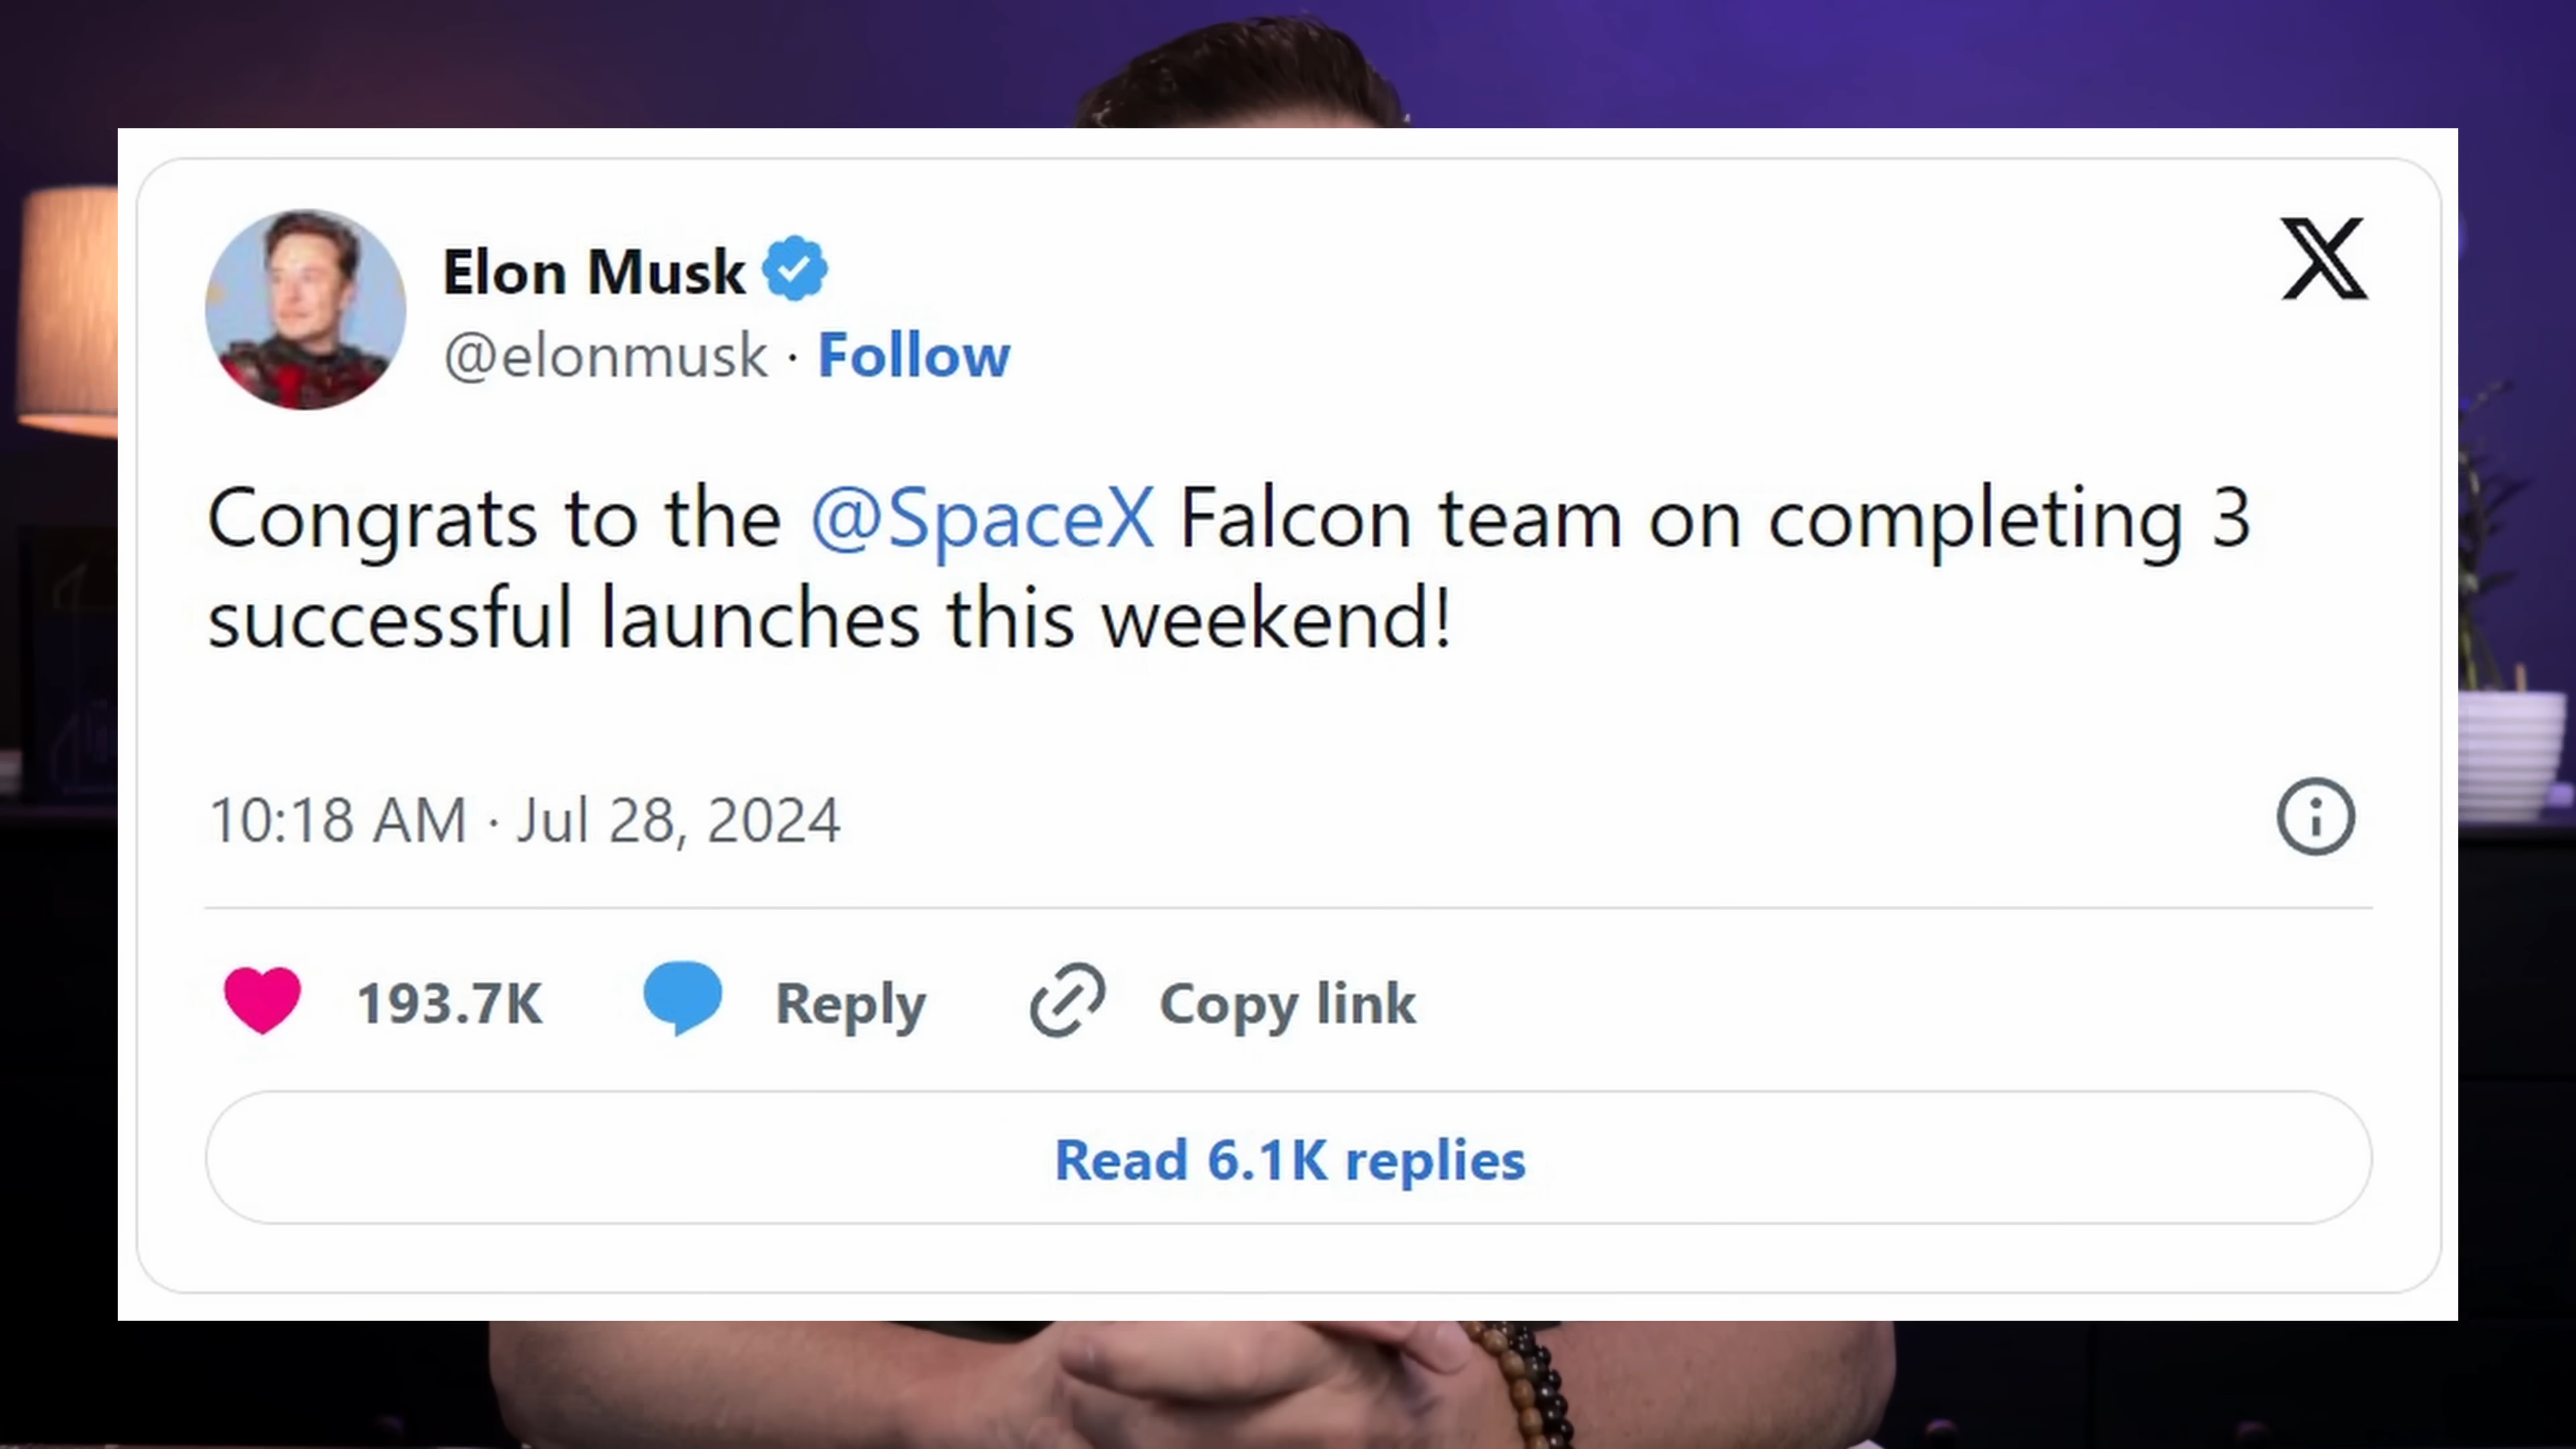 Elon Musk
@elonmusk · Follow
Congrats to the @SpaceX Falcon team on completing 3
successful launches this weekend!
10:18 AM · Jul 28, 2024
193.7K Reply Copy link
Read 6.1K replies